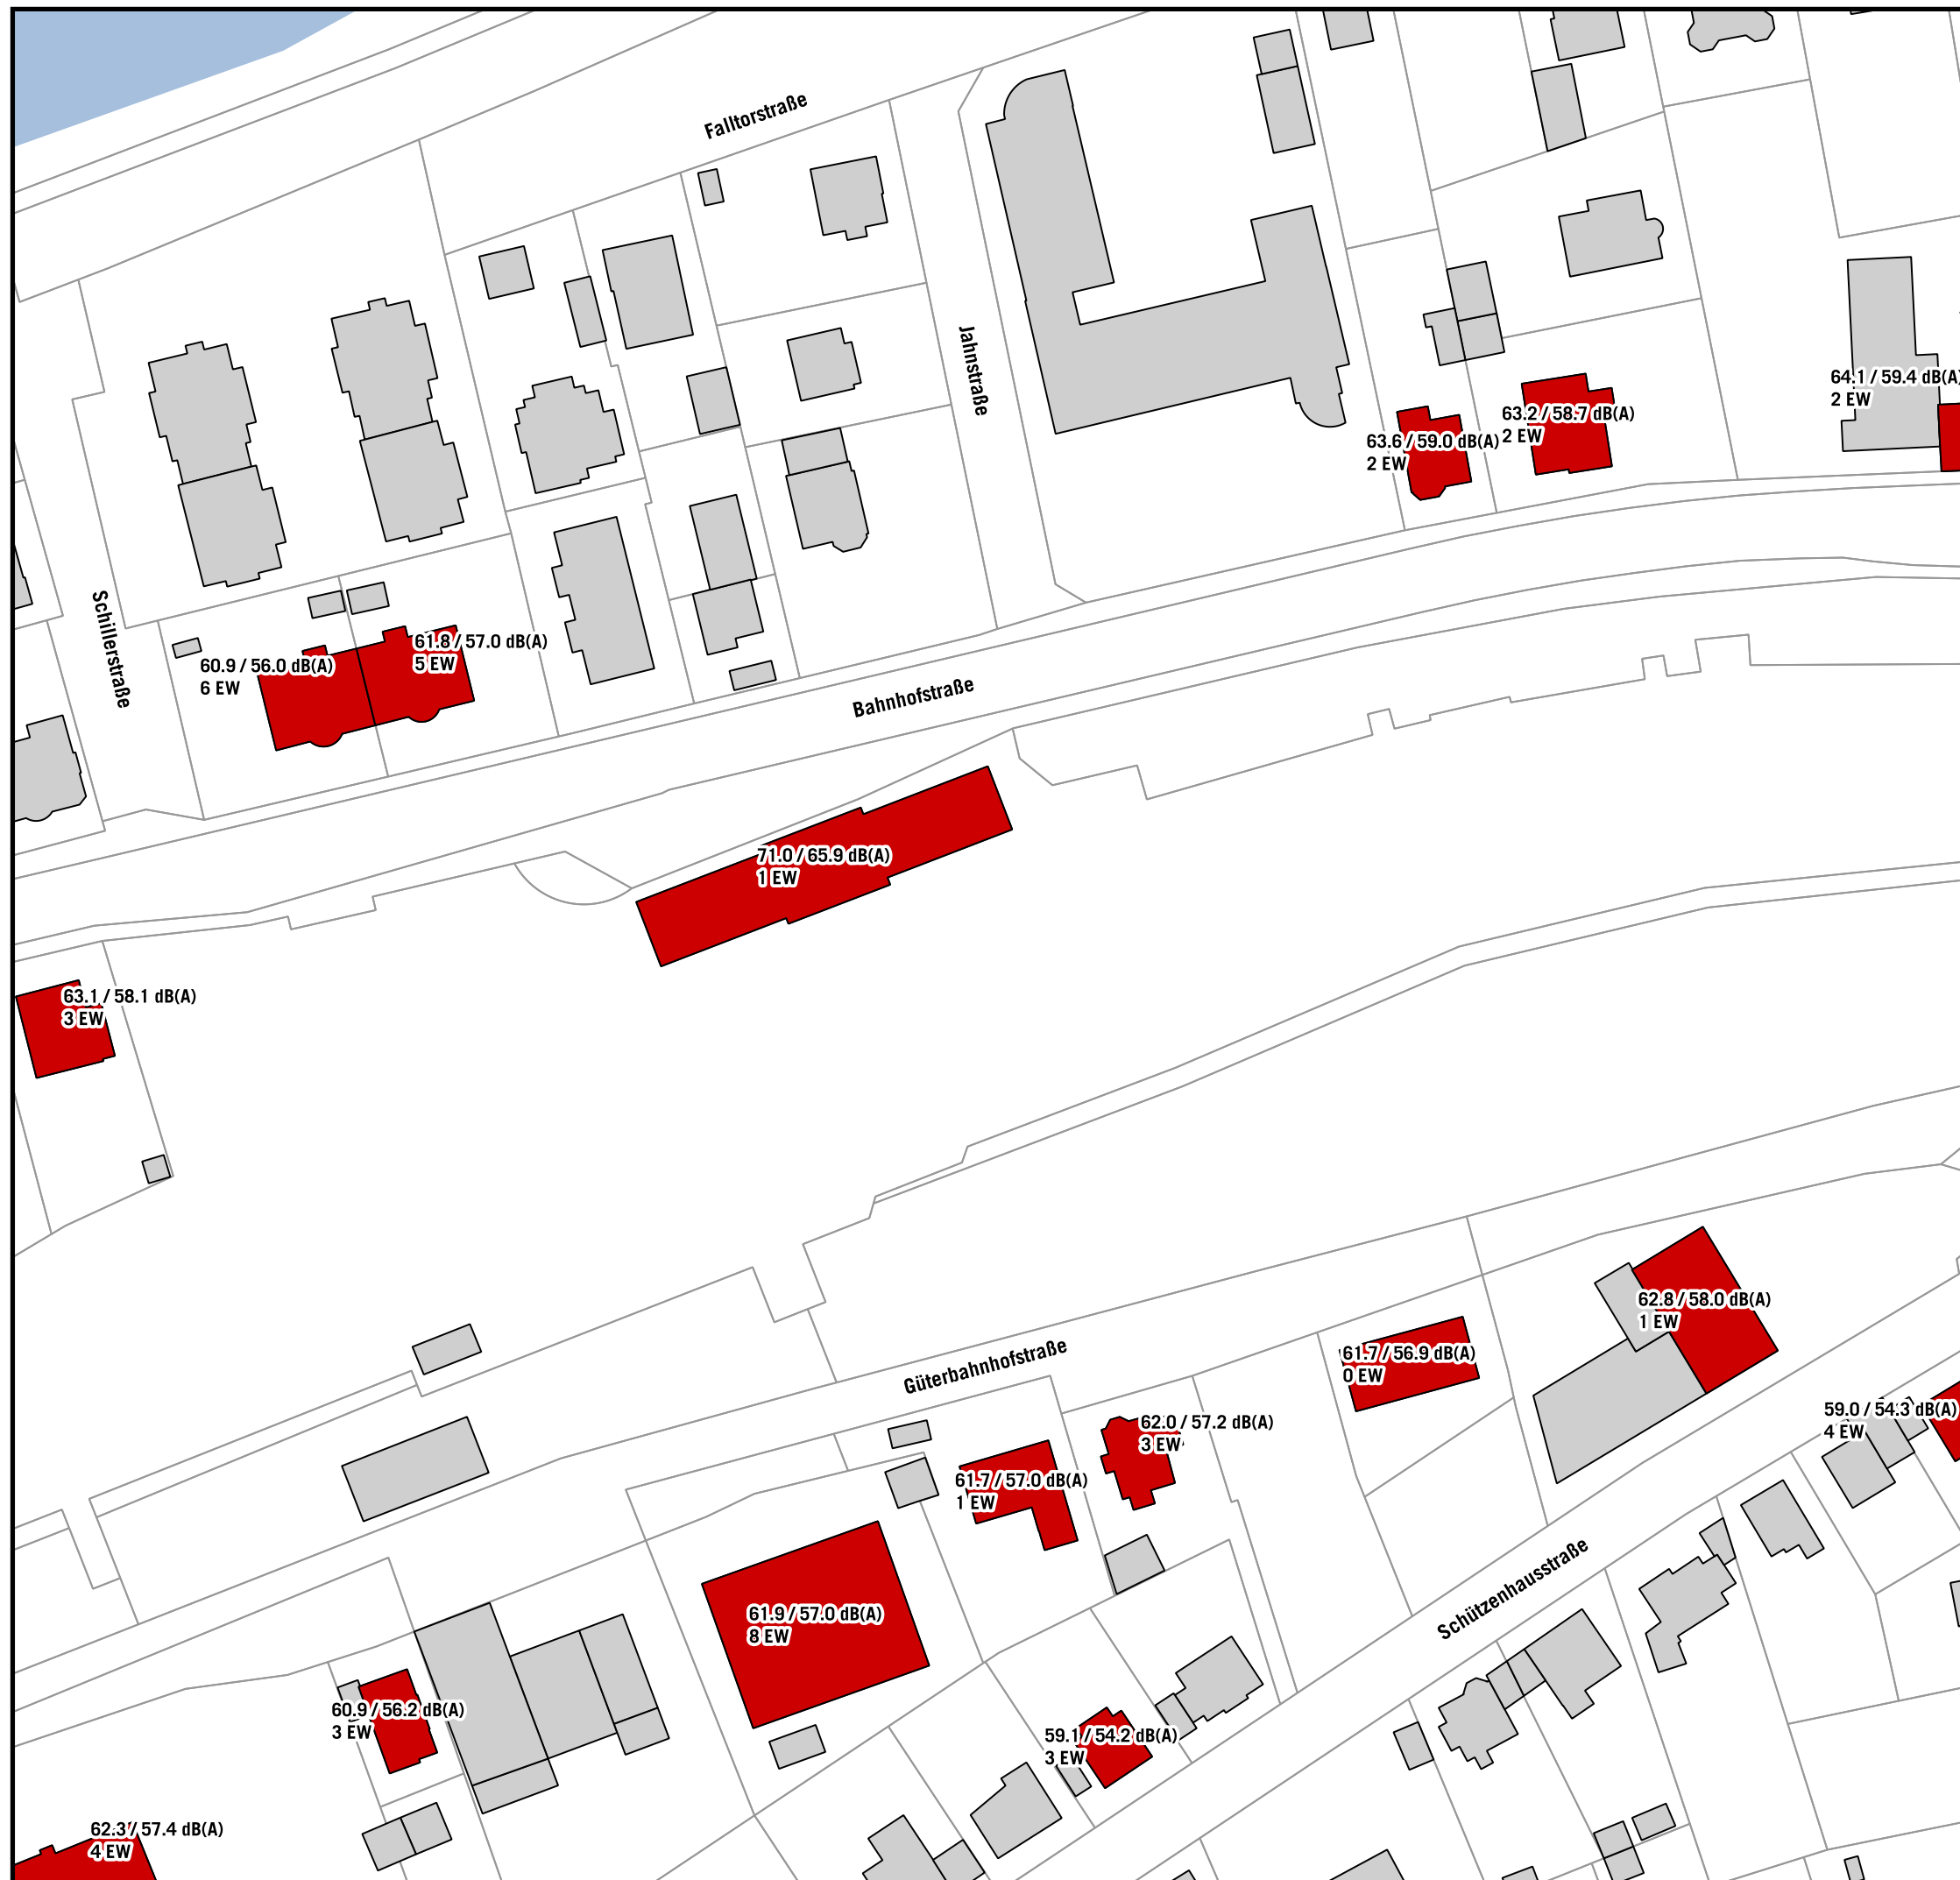 Falltorstraße
Jahnstraße
64.1 / 59.4 dB(A)
2 EW
63.2 / 58.7 dB(A)
2 EW
63.6 / 59.0 dB(A)
2 EW
Schillerstraße
61.8 / 57.0 dB(A)
5 EW
60.9 / 56.0 dB(A)
6 EW
Bahnhofstraße
71.0 / 65.9 dB(A)
1 EW
63.1 / 58.1 dB(A)
3 EW
62.8 / 58.0 dB(A)
1 EW
Güterbahnhofstraße
61.7 / 56.9 dB(A)
0 EW
59.0 / 54.3 dB(A)
4 EW
62.0 / 57.2 dB(A)
3 EW
61.7 / 57.0 dB(A)
1 EW
Schützenhausstraße
61.9 / 57.0 dB(A)
8 EW
60.9 / 56.2 dB(A)
3 EW
59.1 / 54.2 dB(A)
3 EW
62.3 / 57.4 dB(A)
4 EW